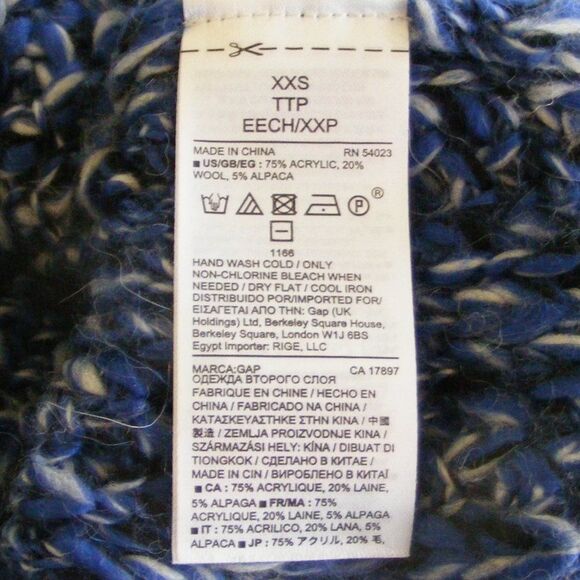 XXS
TTP
EECH/XXP
MADE IN CHINA RN 54023
■ US/GB/EG : 75% ACRYLIC, 20%
WOOL, 5% ALPACA
P ®
1166
HAND WASH COLD / ONLY
NON-CHLORINE BLEACH WHEN
NEEDED / DRY FLAT / COOL IRON
DISTRIBUIDO POR/IMPORTED FOR/
ΕΙΣΑΓΕΤΑΙ ΑΠΟ ΤΗΝ: Gap (UK
Holdings) Ltd, Berkeley Square House,
Berkeley Square, London W1J 6BS
Egypt Importer: RIGE, LLC
MARCA:GAP CA 17897
ОДЕЖДА ВТОРОГО СЛОЯ
FABRIQUE EN CHINE / HECHO EN
CHINA / FABRICADO NA CHINA /
ΚΑΤΑΣΚΕΥΑΣΤΗΚΕ ΣΤΗΝ ΚΙΝΑ / 中國
製造 / ZEMLJA PROIZVODNJE KINA /
SZÁRMAZÁSI HELY: KÍNA / DIBUAT DI
TIONGKOK / СДЕЛАНО В КИТАЕ /
MADE IN CIN / BИРОБЛЕНО В КИТАЇ
■ CA : 75% ACRYLIQUE, 20% LAINE,
5% ALPAGA ■ FR/MA : 75%
ACRYLIQUE, 20% LAINE, 5% ALPAGA
■ IT : 75% ACRILICO, 20% LANA, 5%
ALPACA ■ JP : 75% アクリル, 20% 毛,